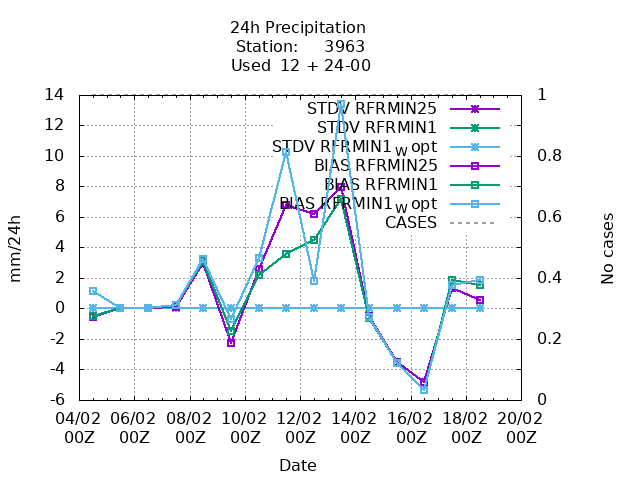 24h Precipitation
Station: 3963
Used 12 + 24-00
14
12
10
8
6
4
2
0
-2
-4
-6
mm/24h
1
0.8
0.6
0.4
0.2
0
No cases
STDV RFRMIN25
STDV RFRMIN1
STDV RFRMIN1w opt
BIAS RFRMIN25
BIAS RFRMIN1
BIAS RFRMIN1w opt
CASES
04/02 06/02 08/02 10/02 12/02 14/02 16/02 18/02 20/02
00Z 00Z 00Z 00Z 00Z 00Z 00Z 00Z 00Z
Date